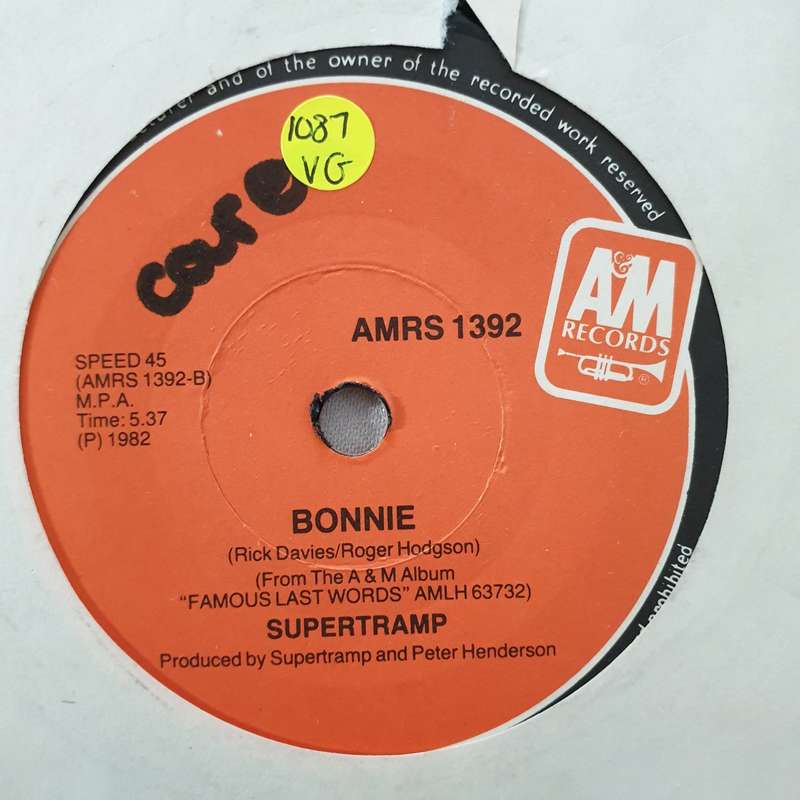 and of the owner of the recorded work reserved
1087
VG
A&M
RECORDS
®
AMRS 1392
SPEED 45
(AMRS 1392-B)
M.P.A.
Time: 5.37
(P) 1982
BONNIE
(Rick Davies/Roger Hodgson)
(From The A & M Album
"FAMOUS LAST WORDS" AMLH 63732)
SUPERTRAMP
Produced by Supertramp and Peter Henderson
prohibited